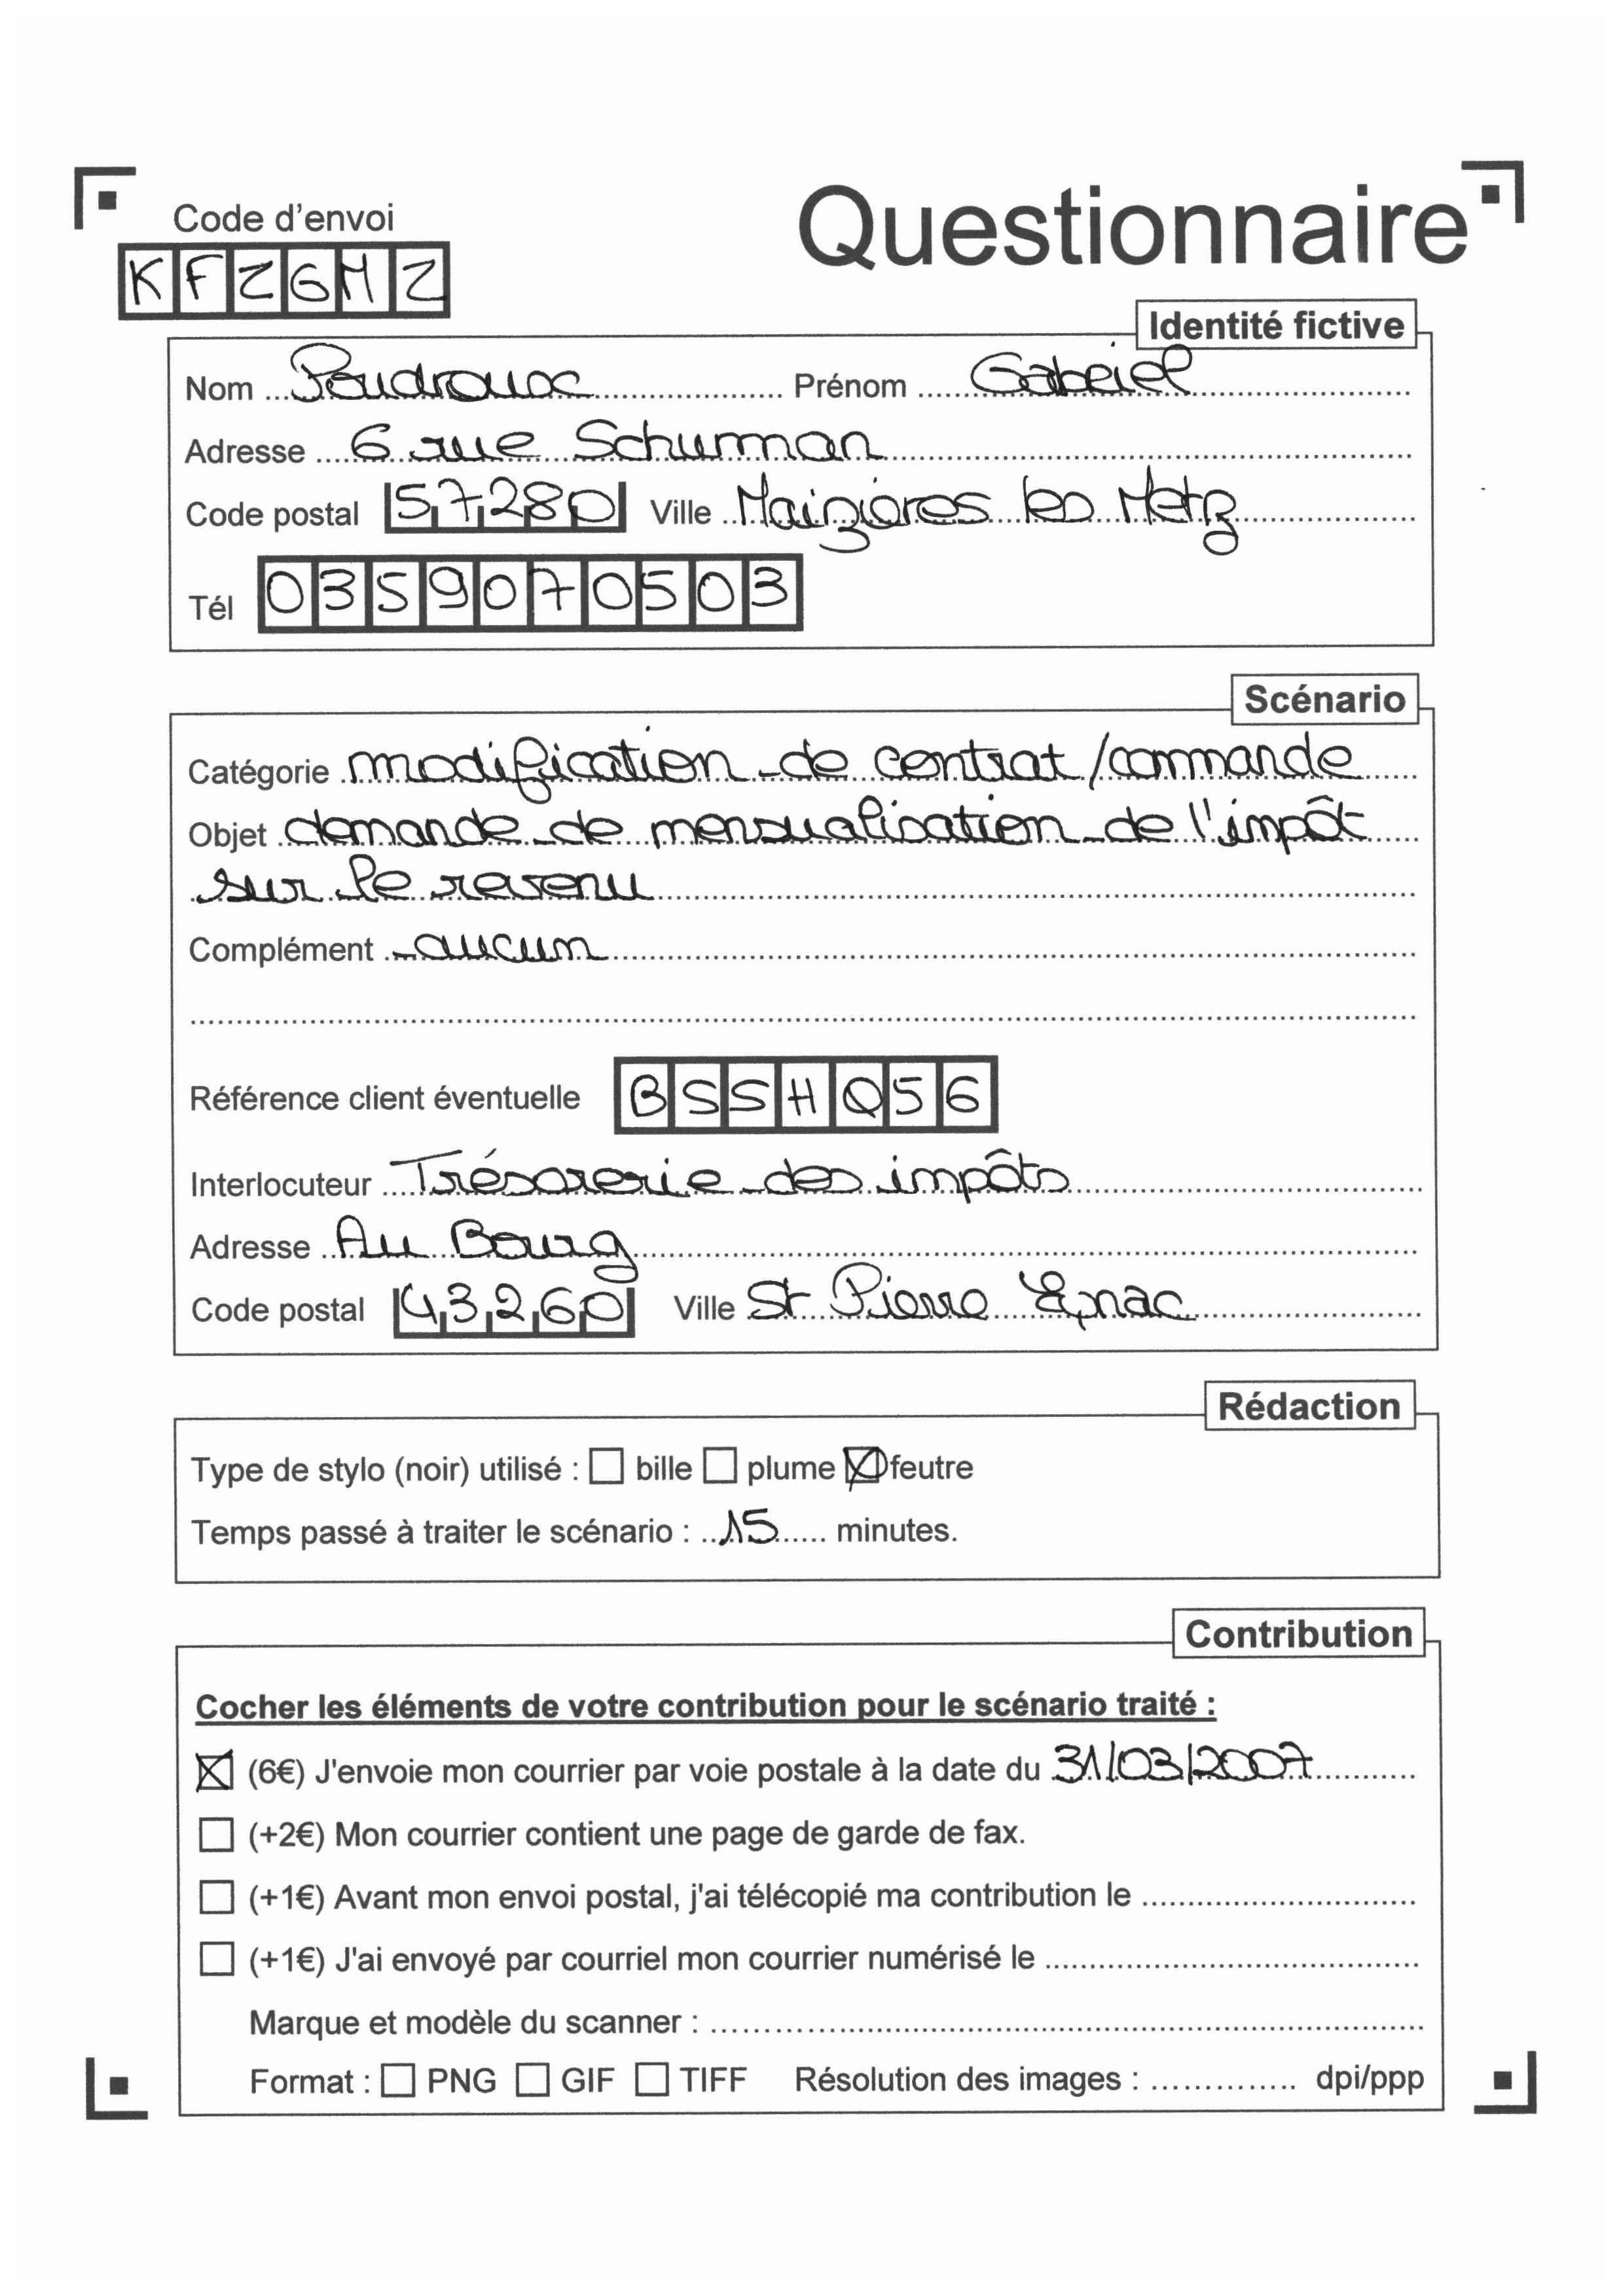 Code d'envoi
Questionnaire
KFZGMZ
Identité fictive
Nom Poudroux Prénom Gabriel
Adresse 6 rue Schuman
Code postal 57280 Ville Maizières les Metz
Tél 0359070503
Scénario
Catégorie modification de contrat/commande
Objet demande de mensualisation de l'impôt
sur le revenu
Complément aucun
Référence client éventuelle BSSHQ56
Interlocuteur Trésorerie des impôts
Adresse Au Bourg
Code postal 43260 Ville St Pierre Eynac
Rédaction
Type de stylo (noir) utilisé : ☐ bille ☐ plume ☒ feutre
Temps passé à traiter le scénario : 15 minutes.
Contribution
Cocher les éléments de votre contribution pour le scénario traité :
☒ (6€) J'envoie mon courrier par voie postale à la date du 31/03/2007
☐ (+2€) Mon courrier contient une page de garde de fax.
☐ (+1€) Avant mon envoi postal, j'ai télécopié ma contribution le
☐ (+1€) J'ai envoyé par courriel mon courrier numérisé le
Marque et modèle du scanner :
Format : ☐ PNG ☐ GIF ☐ TIFF Résolution des images : dpi/ppp